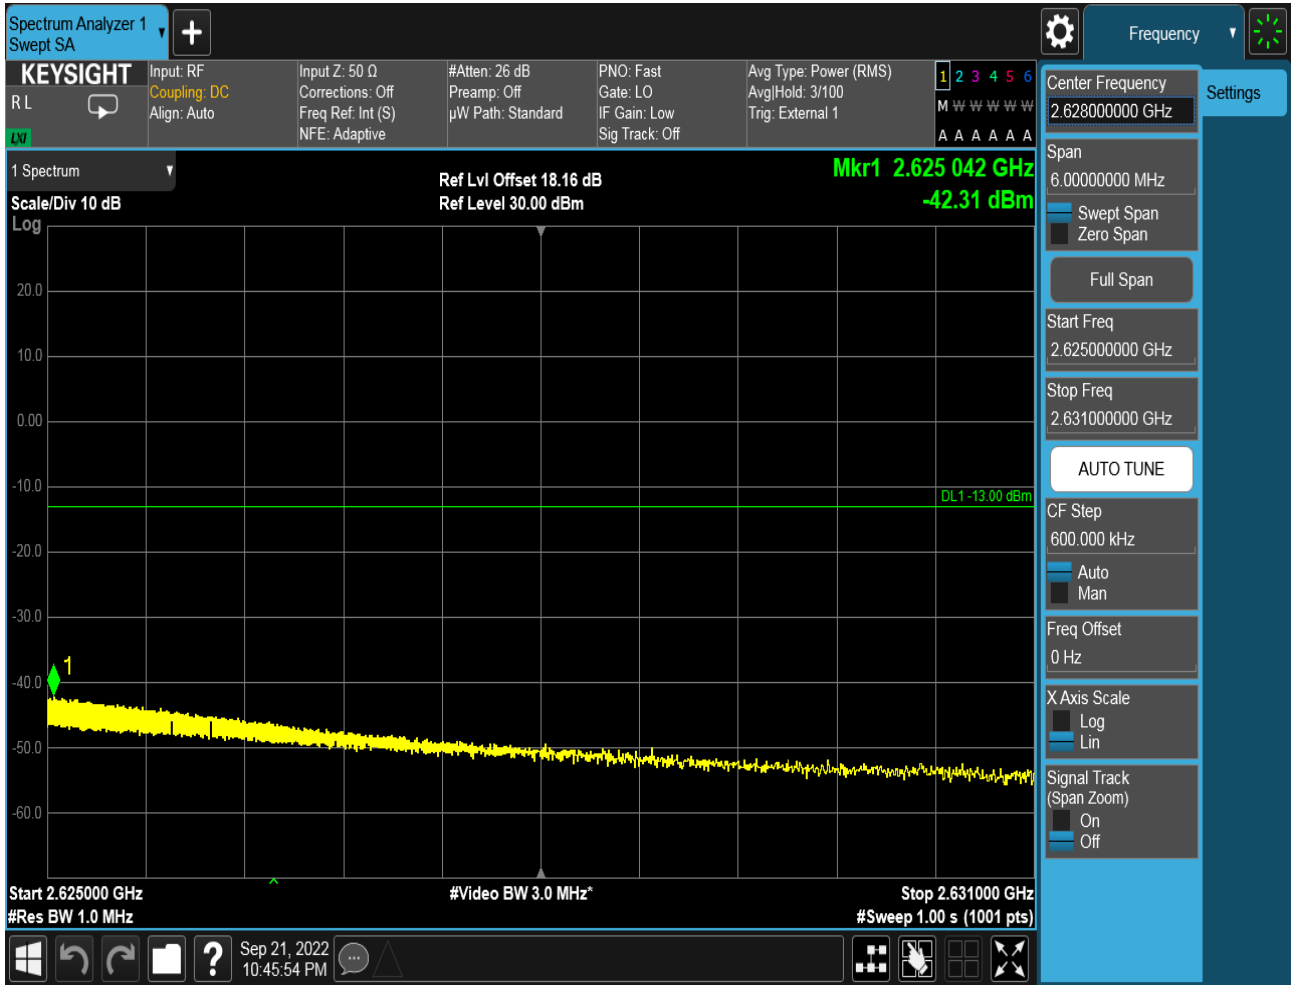 Spectrum Analyzer 1
Swept SA
Frequency
KEYSIGHT
R L
LXI
Input: RF
Coupling: DC
Align: Auto
Input Z: 50 Ω
Corrections: Off
Freq Ref: Int (S)
NFE: Adaptive
#Atten: 26 dB
Preamp: Off
µW Path: Standard
PNO: Fast
Gate: LO
IF Gain: Low
Sig Track: Off
Avg Type: Power (RMS)
Avg|Hold: 3/100
Trig: External 1
1 2 3 4 5 6
M W W W W W
A A A A A A
1 Spectrum
Scale/Div 10 dB
Log
Ref Lvl Offset 18.16 dB
Ref Level 30.00 dBm
Mkr1 2.625 042 GHz
-42.31 dBm
20.0
10.0
0.00
-10.0
DL1 -13.00 dBm
-20.0
-30.0
1
-40.0
-50.0
-60.0
Start 2.625000 GHz
#Res BW 1.0 MHz
#Video BW 3.0 MHz*
Stop 2.631000 GHz
#Sweep 1.00 s (1001 pts)
Center Frequency
2.628000000 GHz
Settings
Span
6.00000000 MHz
Swept Span
Zero Span
Full Span
Start Freq
2.625000000 GHz
Stop Freq
2.631000000 GHz
AUTO TUNE
CF Step
600.000 kHz
Auto
Man
Freq Offset
0 Hz
X Axis Scale
Log
Lin
Signal Track
(Span Zoom)
On
Off
?
Sep 21, 2022
10:45:54 PM